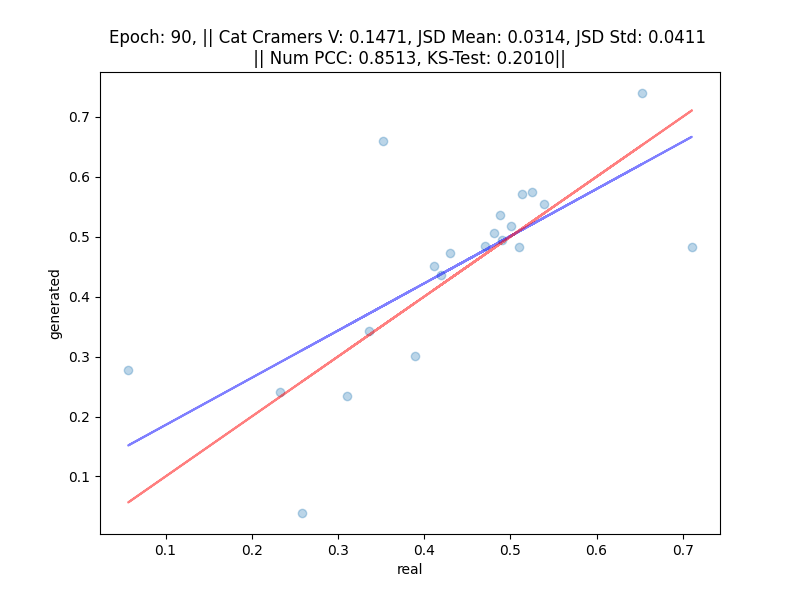 Epoch: 90, || Cat Cramers V: 0.1471, JSD Mean: 0.0314, JSD Std: 0.0411
|| Num PCC: 0.8513, KS-Test: 0.2010||
generated
0.7
0.6
0.5
0.4
0.3
0.2
0.1
0.1 0.2 0.3 0.4 0.5 0.6 0.7
real